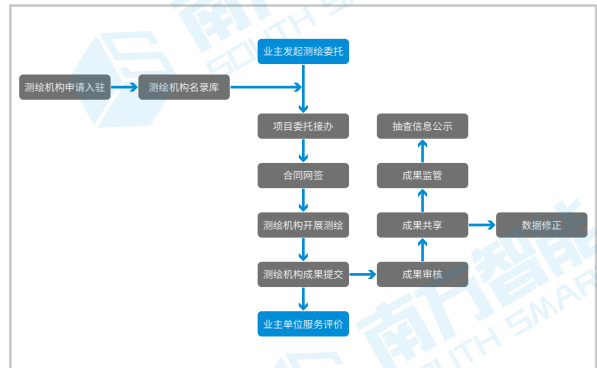 业主发起测绘委托
测绘机构申请入驻
测绘机构名录库
项目委托接办
抽查信息公示
合同网签
成果监管
测绘机构开展测绘
成果共享
数据修正
测绘机构成果提交
成果审核
业主单位服务评价
SOUTH SMAR
南方智能
SOUTH SMAR